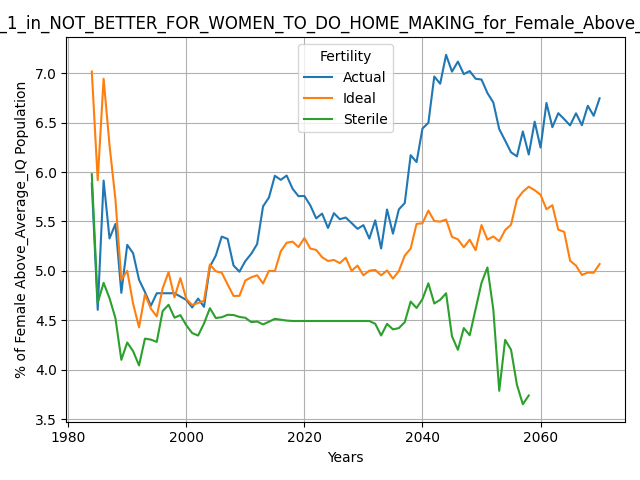 _1_in_NOT_BETTER_FOR_WOMEN_TO_DO_HOME_MAKING_for_Female_Above_
Fertility
Actual
Ideal
Sterile
% of Female Above_Average_IQ Population
7.0
6.5
6.0
5.5
5.0
4.5
4.0
3.5
1980
2000
2020
2040
2060
Years